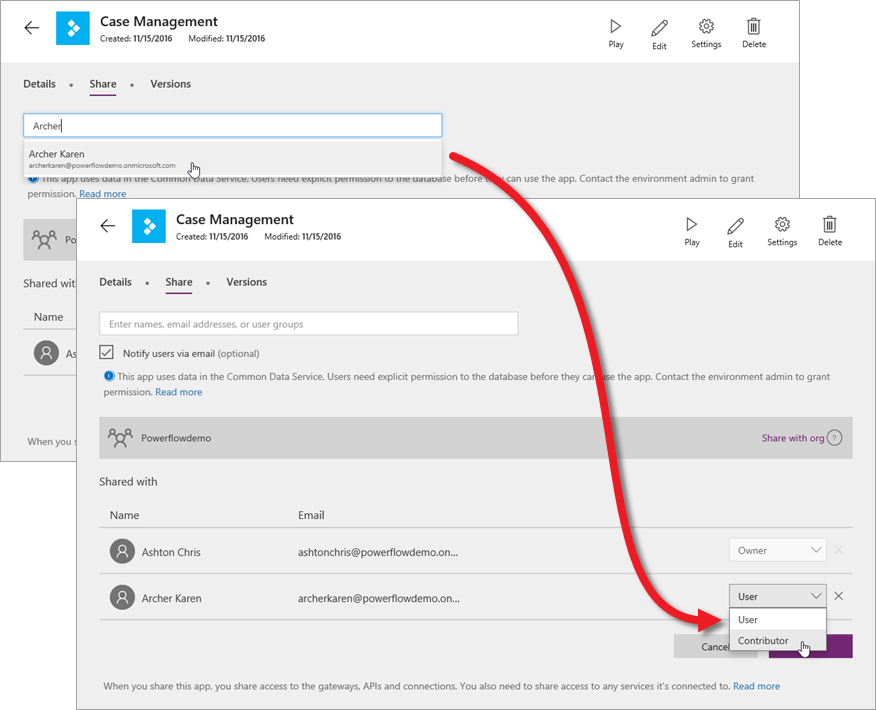 Case Management
Created: 11/15/2016 Modified: 11/15/2016
Play
Edit
Settings
Delete
Details • Share • Versions
Archer
Archer Karen
archerkaren@powerflowdemo.onmicrosoft.com
This app uses data in the Common Data Service. Users need explicit permission to the database before they can use the app. Contact the environment admin to grant
permission. Read more
Po
Shared wit
Name
As
When you s
Case Management
Created: 11/15/2016 Modified: 11/15/2016
Play
Edit
Settings
Delete
Details • Share • Versions
Enter names, email addresses, or user groups
Notify users via email (optional)
This app uses data in the Common Data Service. Users need explicit permission to the database before they can use the app. Contact the environment admin to grant
permission. Read more
Powerflowdemo
Share with org ?
Shared with
Name Email
Ashton Chris ashtonchris@powerflowdemo.on... Owner
Archer Karen archerkaren@powerflowdemo.on... User
User
Contributor
Cancel
When you share this app, you share access to the gateways, APIs and connections. You also need to share access to any services it's connected to. Read more